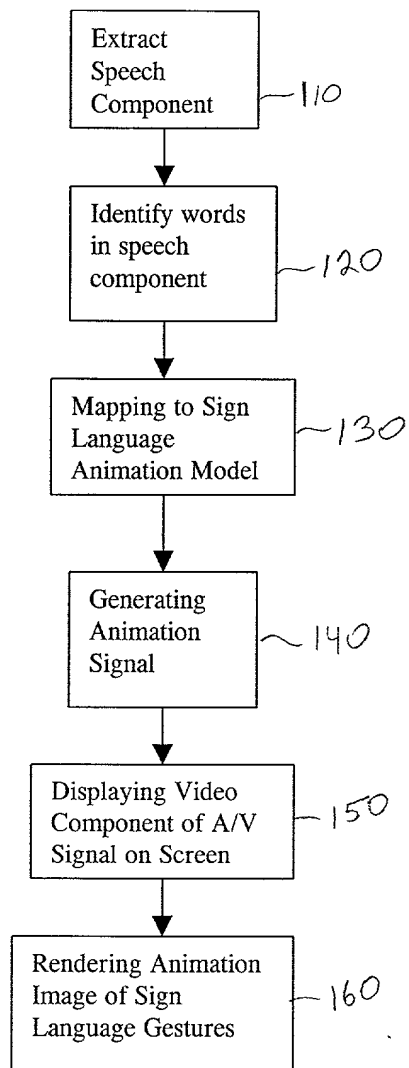 Extract
Speech
Component
110
Identify words
in speech
component
120
Mapping to Sign
Language
Animation Model
130
Generating
Animation
Signal
140
Displaying Video
Component of A/V
Signal on Screen
150
Rendering Animation
Image of Sign
Language Gestures
160